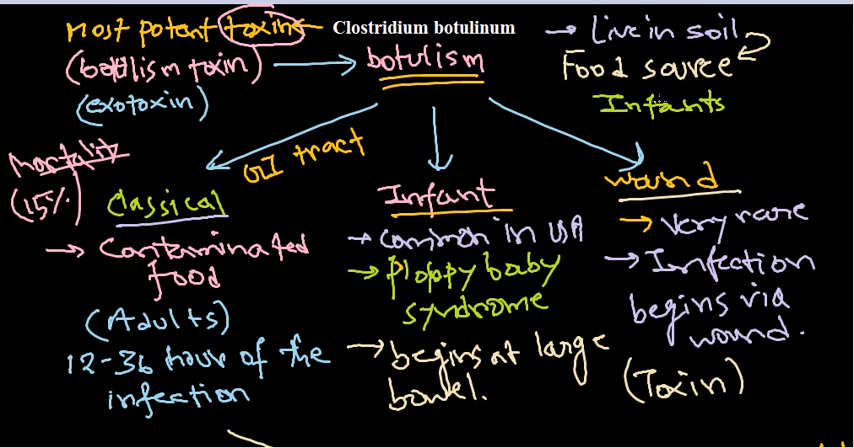 Most potent toxins Clostridium botulinum
(botilism toxin) → botulism
(exotoxin)
→ Live in soil
Food source
Infants
GI tract
Mortality
(15%)
Classical
→ Contaminated
food
(Adults)
12-36 hour of the
infection
Infant
→ common in USA
→ Ploppy baby
syndrome
→ begins at large
bowel.
wound
→ Very rare
→ Infection
begins via
wound.
(Toxin)